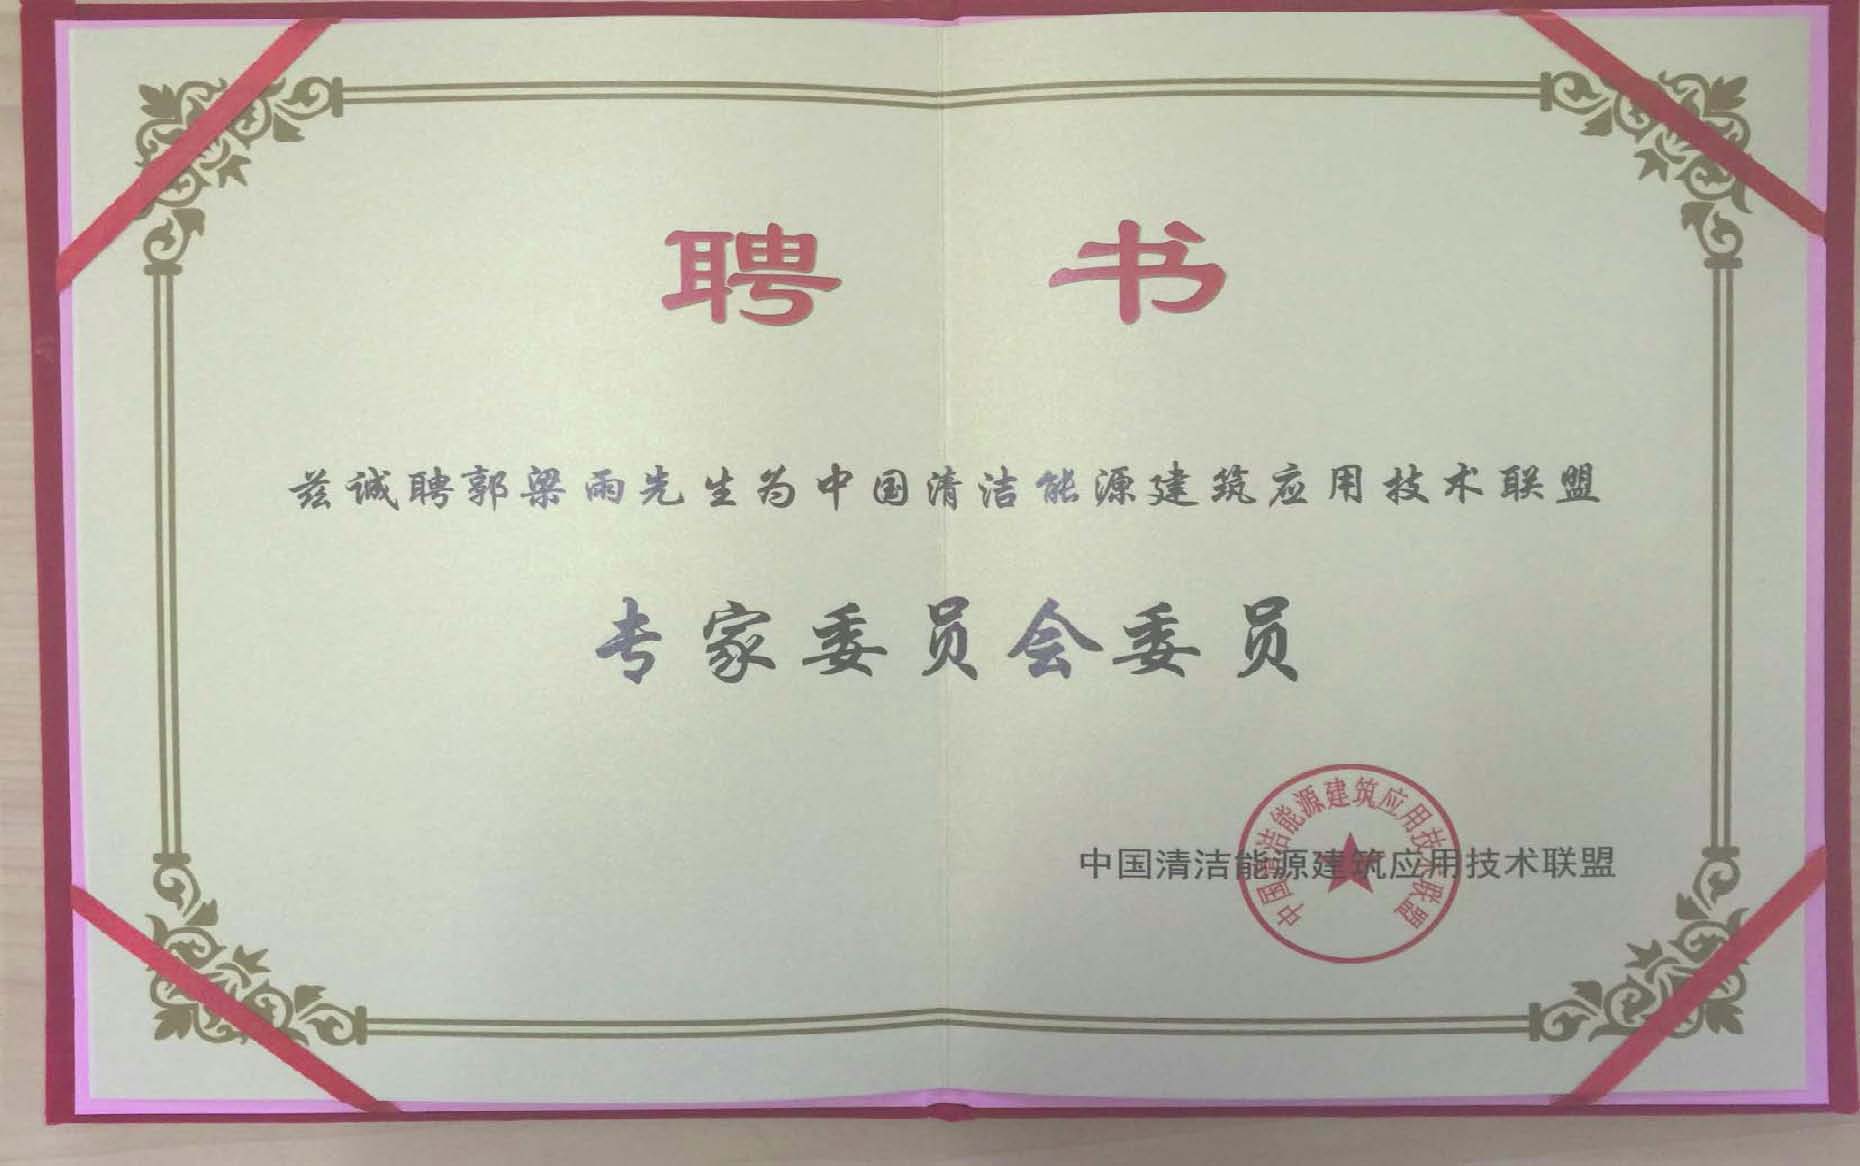 聘书
兹诚聘郭梁雨先生为中国清洁能源建筑应用技术联盟
专家委员会委员
中国清洁能源建筑应用技术联盟
中国清洁能源建筑应用技术联盟